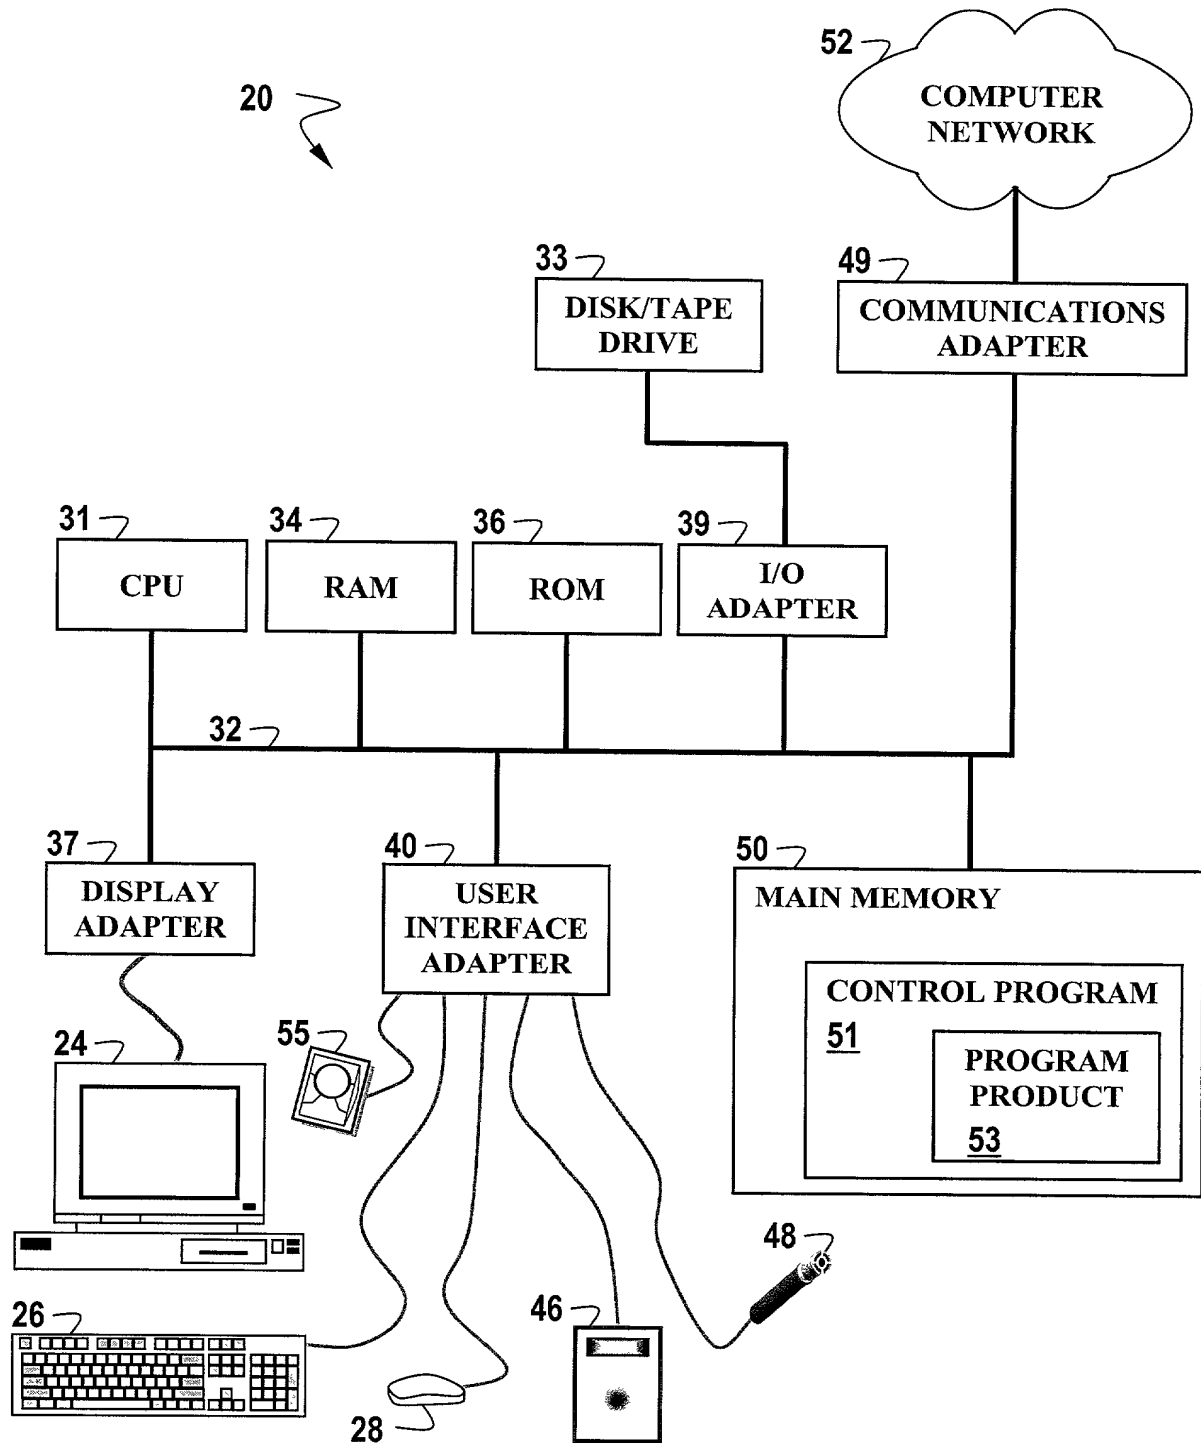 52
COMPUTER
NETWORK
20
33
49
DISK/TAPE
DRIVE
COMMUNICATIONS
ADAPTER
31
34
36
39
CPU
RAM
ROM
I/O
ADAPTER
32
37
40
50
DISPLAY
ADAPTER
USER
INTERFACE
ADAPTER
MAIN MEMORY
CONTROL PROGRAM
51
PROGRAM
PRODUCT
53
24
55
48
26
46
28